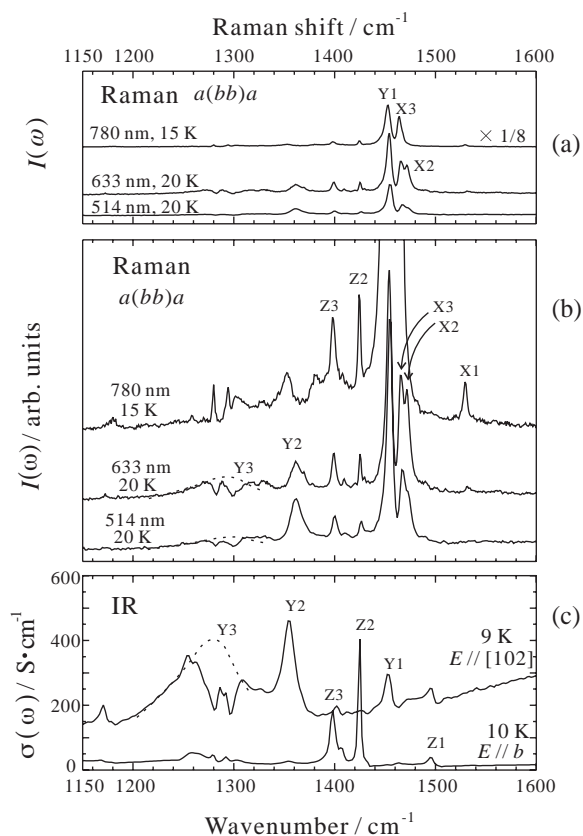 Raman shift / cm⁻¹
1150 1200 1300 1400 1500 1600
Raman a(bb)a
Y1
X3
780 nm, 15 K
× 1/8
(a)
I(ω)
633 nm, 20 K
X2
514 nm, 20 K
Raman
a(bb)a
(b)
Z2
Z3
X3
X2
X1
780 nm
15 K
I(ω)/ arb. units
Y2
633 nm
20 K
Y3
514 nm
20 K
600
IR
(c)
Y2
Y3
Z2
9 K
E // [102]
400
Y1
Z3
200
10 K
E // b
Z1
0
σ(ω) / S•cm⁻¹
1150 1200 1300 1400 1500 1600
Wavenumber / cm⁻¹